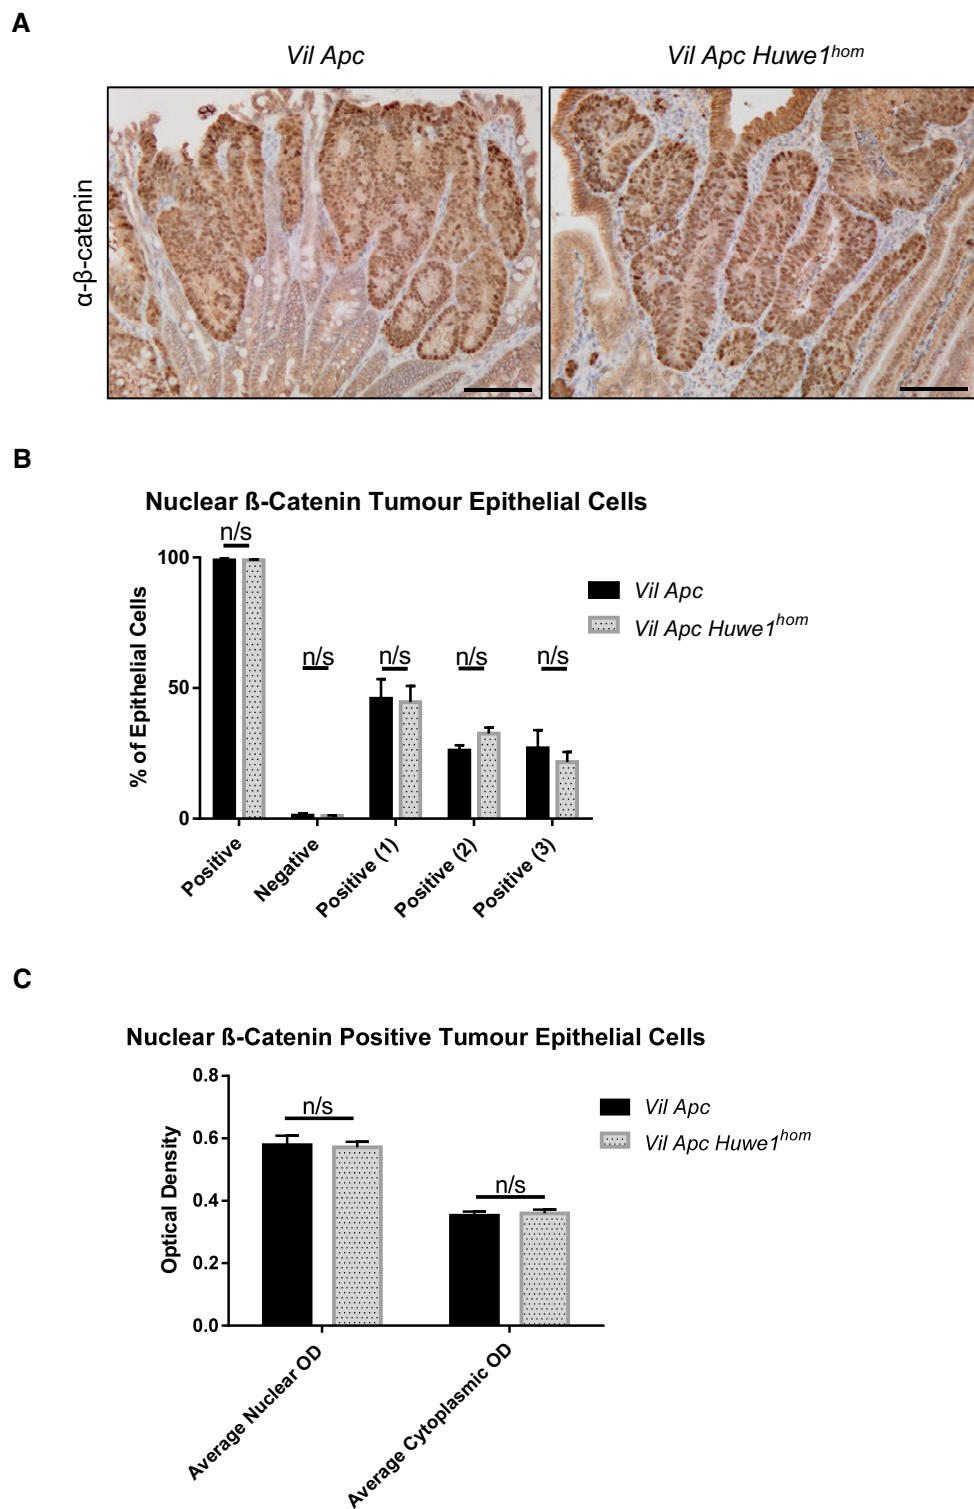 A
Vil Apc
Vil Apc Huwe1hom
α-β-catenin
B
Nuclear ß-Catenin Tumour Epithelial Cells
n/s
100
Vil Apc
Vil Apc Huwe1hom
% of Epithelial Cells
n/s
n/s
n/s
n/s
50
0
Positive
Negative
Positive (1)
Positive (2)
Positive (3)
C
Nuclear ß-Catenin Positive Tumour Epithelial Cells
0.8
n/s
Vil Apc
Vil Apc Huwe1hom
0.6
Optical Density
n/s
0.4
0.2
0.0
Average Nuclear OD
Average Cytoplasmic OD